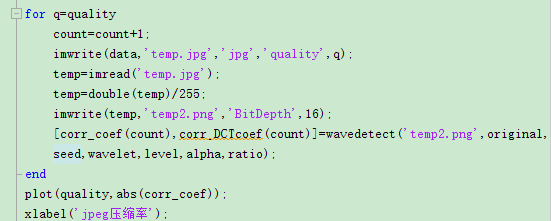 for q=quality
count=count+1;
imwrite(data,'temp.jpg','jpg','quality',q);
temp=imread('temp.jpg');
temp=double(temp)/255;
imwrite(temp,'temp2.png','BitDepth',16);
[corr_coef(count),corr_DCTcoef(count)]=wavedetect('temp2.png',original,
seed,wavelet,level,alpha,ratio);
end
plot(quality,abs(corr_coef));
xlabel('jpeg压缩率');